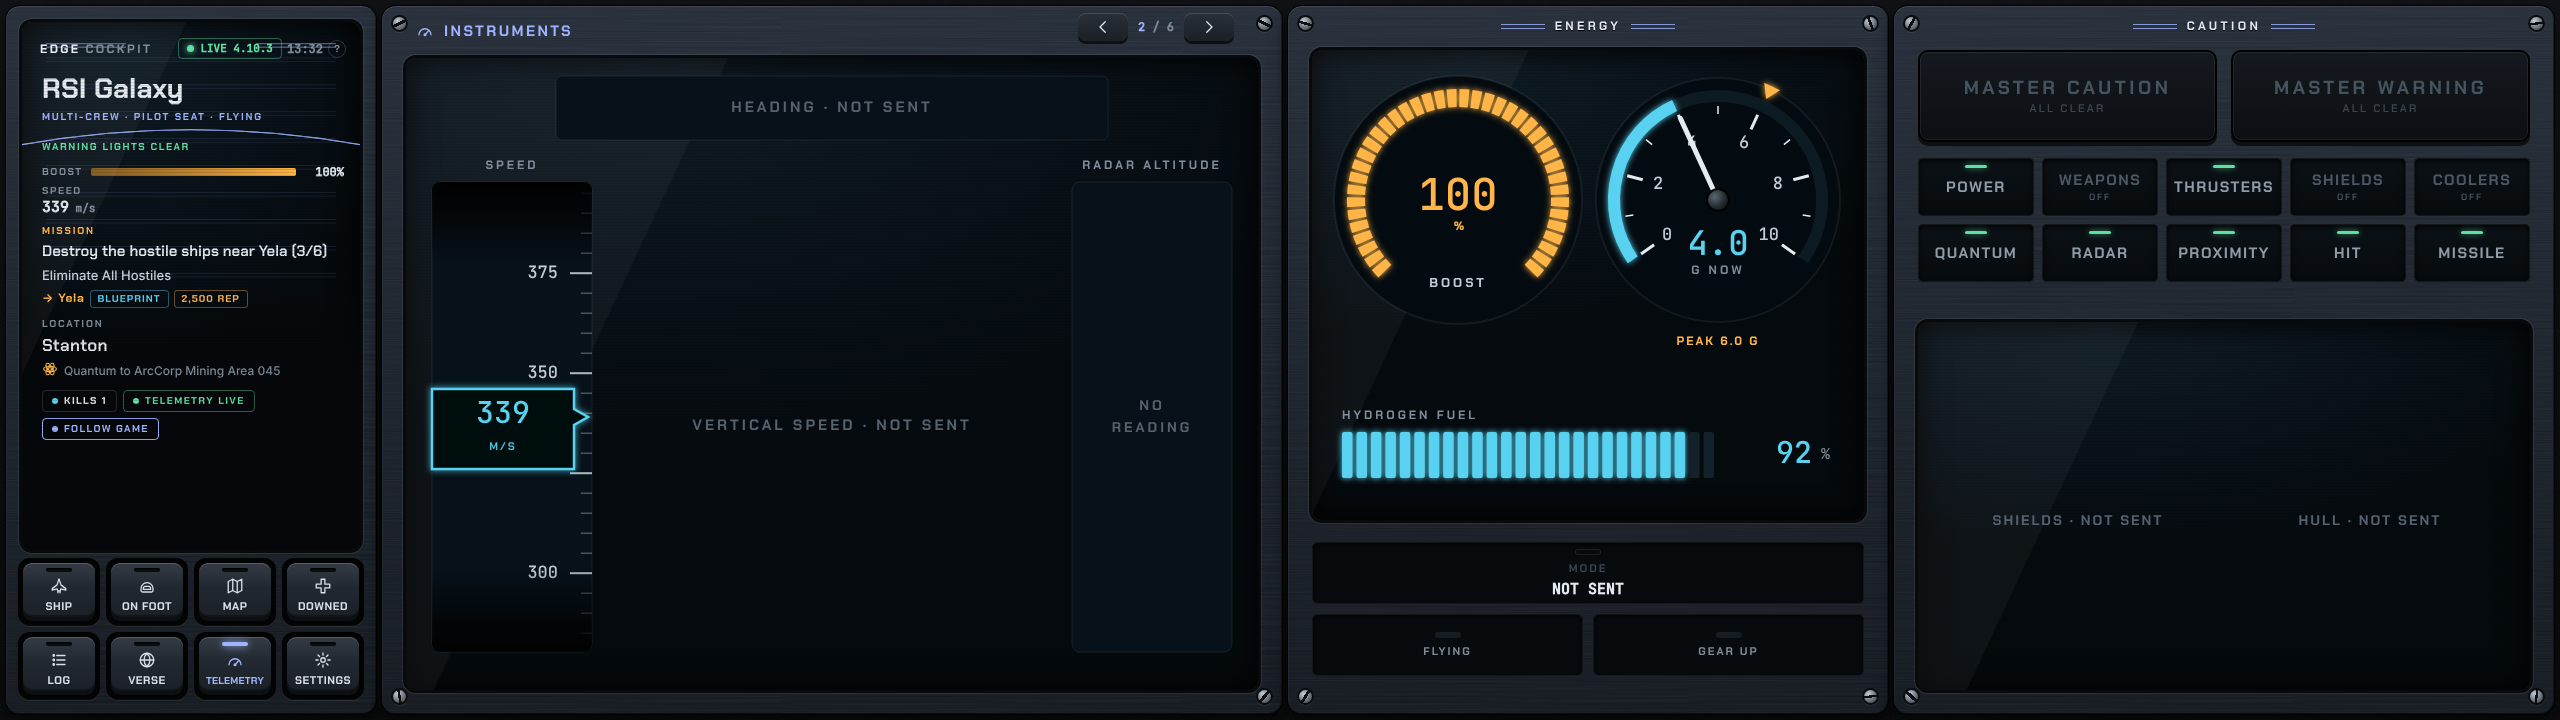 EDGE COCKPIT
LIVE 4.10.3
13:32
?
RSI Galaxy
MULTI-CREW · PILOT SEAT · FLYING
WARNING LIGHTS CLEAR
BOOST 100%
SPEED
339 m/s
MISSION
Destroy the hostile ships near Yela (3/6)
Eliminate All Hostiles
→ Yela
BLUEPRINT
2,500 REP
LOCATION
Stanton
Quantum to ArcCorp Mining Area 045
KILLS 1
TELEMETRY LIVE
FOLLOW GAME
SHIP
ON FOOT
MAP
DOWNED
LOG
VERSE
TELEMETRY
SETTINGS
INSTRUMENTS
2 / 6
HEADING · NOT SENT
SPEED
375
350
339
M/S
300
VERTICAL SPEED · NOT SENT
RADAR ALTITUDE
NO
READING
ENERGY
100
%
BOOST
0
2
6
8
10
4.0
G NOW
PEAK 6.0 G
HYDROGEN FUEL
92 %
MODE
NOT SENT
FLYING
GEAR UP
CAUTION
MASTER CAUTION
ALL CLEAR
MASTER WARNING
ALL CLEAR
POWER
WEAPONS
OFF
THRUSTERS
SHIELDS
OFF
COOLERS
OFF
QUANTUM
RADAR
PROXIMITY
HIT
MISSILE
SHIELDS · NOT SENT
HULL · NOT SENT